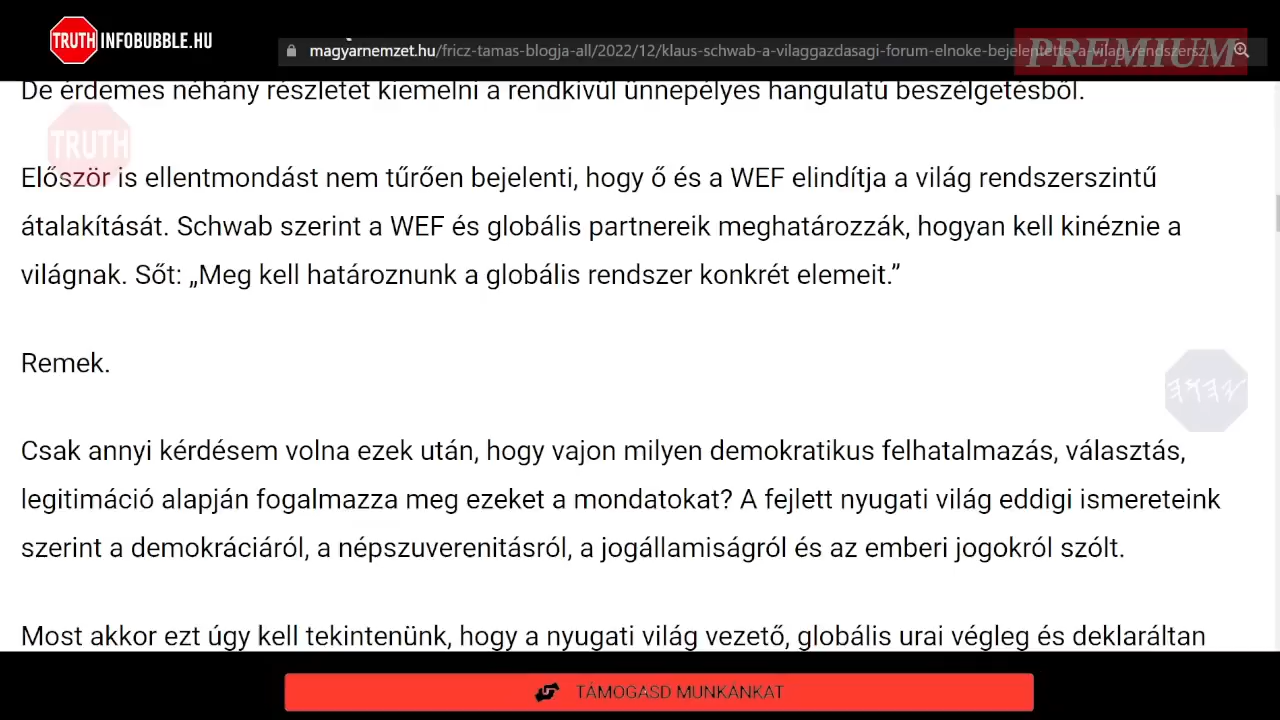 TRUTH INFOBUBBLE.HU
magyarnemzet.hu/fricz-tamas-blogja-all/2022/12/klaus-schwab-a-vilaggazdasagi-forum-elnoke-bejelentette-a-vilag-rendszersz...
PREMIUM
De érdemes néhány részletet kiemelni a rendkívül ünnepélyes hangulatú beszélgetésből.
TRUTH
Először is ellentmondást nem tűrően bejelenti, hogy ő és a WEF elindítja a világ rendszerszintű
átalakítását. Schwab szerint a WEF és globális partnereik meghatározzák, hogyan kell kinéznie a
világnak. Sőt: „Meg kell határoznunk a globális rendszer konkrét elemeit.”
Remek.
Csak annyi kérdésem volna ezek után, hogy vajon milyen demokratikus felhatalmazás, választás,
legitimáció alapján fogalmazza meg ezeket a mondatokat? A fejlett nyugati világ eddigi ismereteink
szerint a demokráciáról, a népszuverenitásról, a jogállamiságról és az emberi jogokról szólt.
Most akkor ezt úgy kell tekintenünk, hogy a nyugati világ vezető, globális urai végleg és deklaráltan
TÁMOGASD MUNKÁNKAT